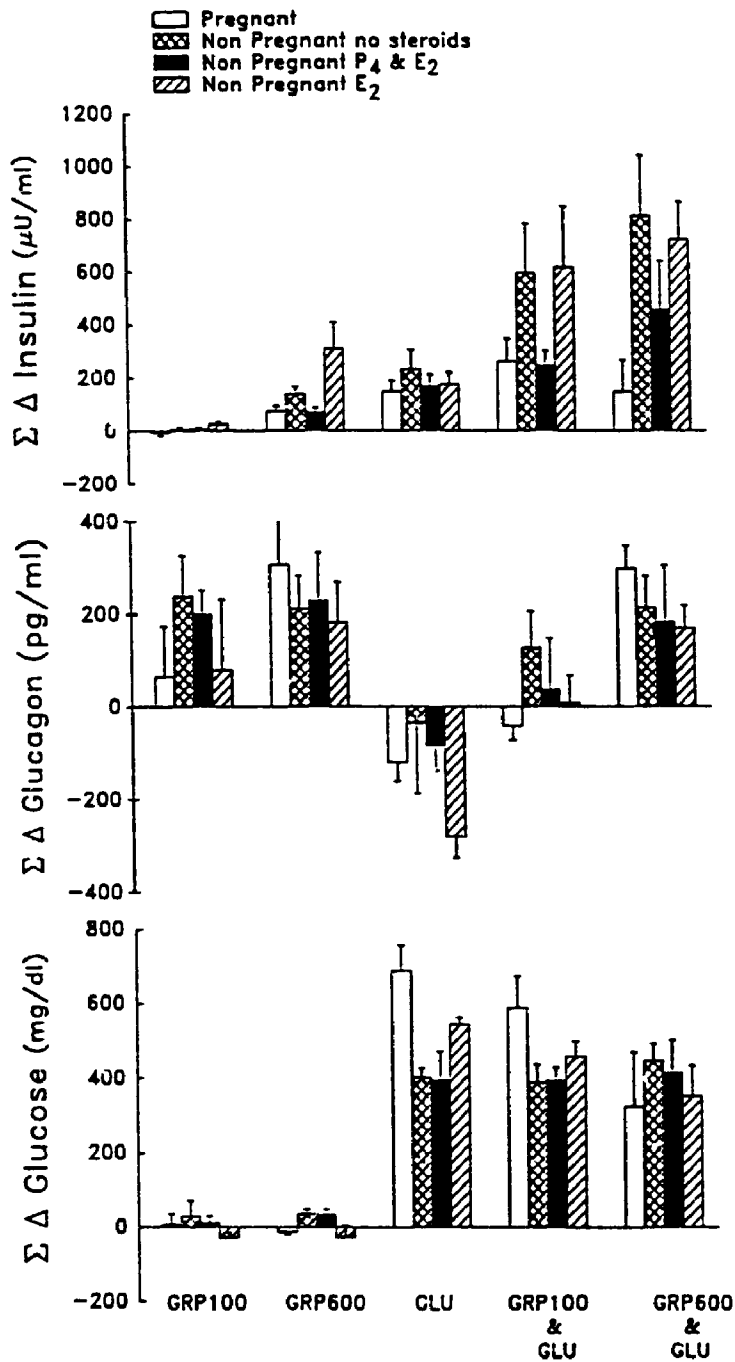 Pregnant
Non Pregnant no steroids
Non Pregnant P4 & E2
Non Pregnant E2
Σ Δ Insulin (μU/ml)
1200
1000
800
600
400
200
0
-200
Σ Δ Glucagon (pg/ml)
400
200
0
-200
-400
Σ Δ Glucose (mg/dl)
800
600
400
200
0
-200
GRP100 GRP600 GLU GRP100 GRP600
& &
GLU GLU